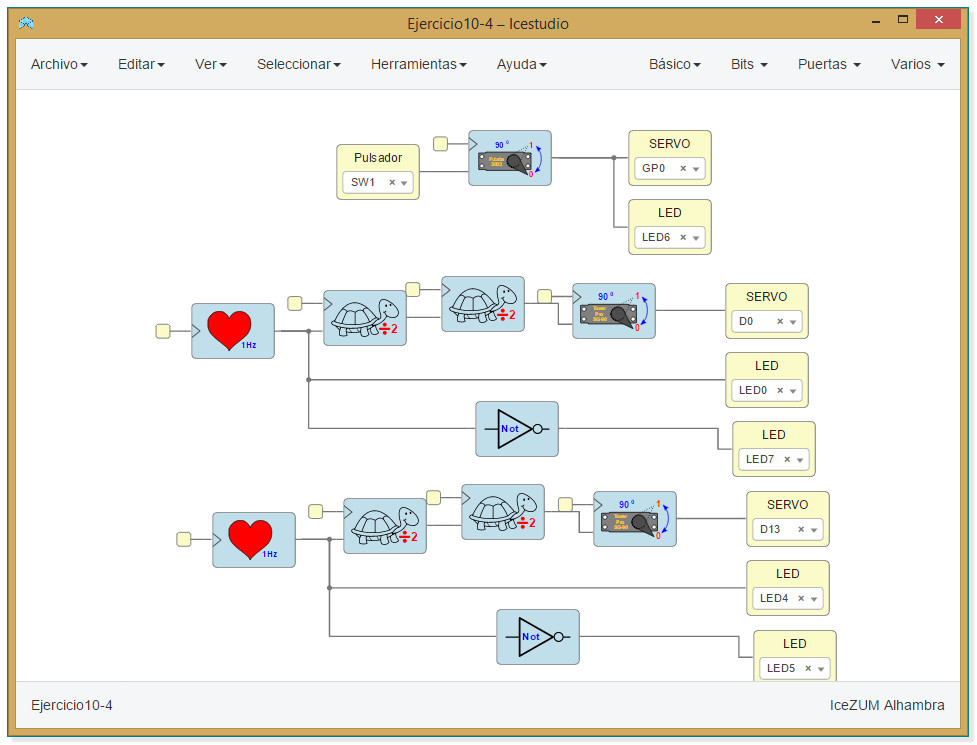 Ejercicio10-4 – Icestudio
Archivo Editar Ver Seleccionar Herramientas Ayuda Básico Bits Puertas Varios
Pulsador
SW1
90 º 1
0
SERVO
GP0
LED
LED6
1Hz
÷2
÷2
90 º 1
0
SERVO
D0
LED
LED0
Not
LED
LED7
1Hz
÷2
÷2
90 º 1
0
SERVO
D13
LED
LED4
Not
LED
LED5
Ejercicio10-4 IceZUM Alhambra